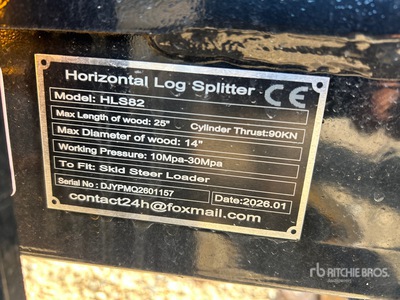 Horizontal Log Splitter CE
Model: HLS82
Max Length of wood: 25" Cylinder Thrust:90KN
Max Diameter of wood: 14"
Working Pressure: 10Mpa-30Mpa
To Fit: Skid Steer Loader
Serial No : DJYPMQ2601157 Date:2026.01
contact24h@foxmail.com
rb RITCHIE BROS.
Auctioneers